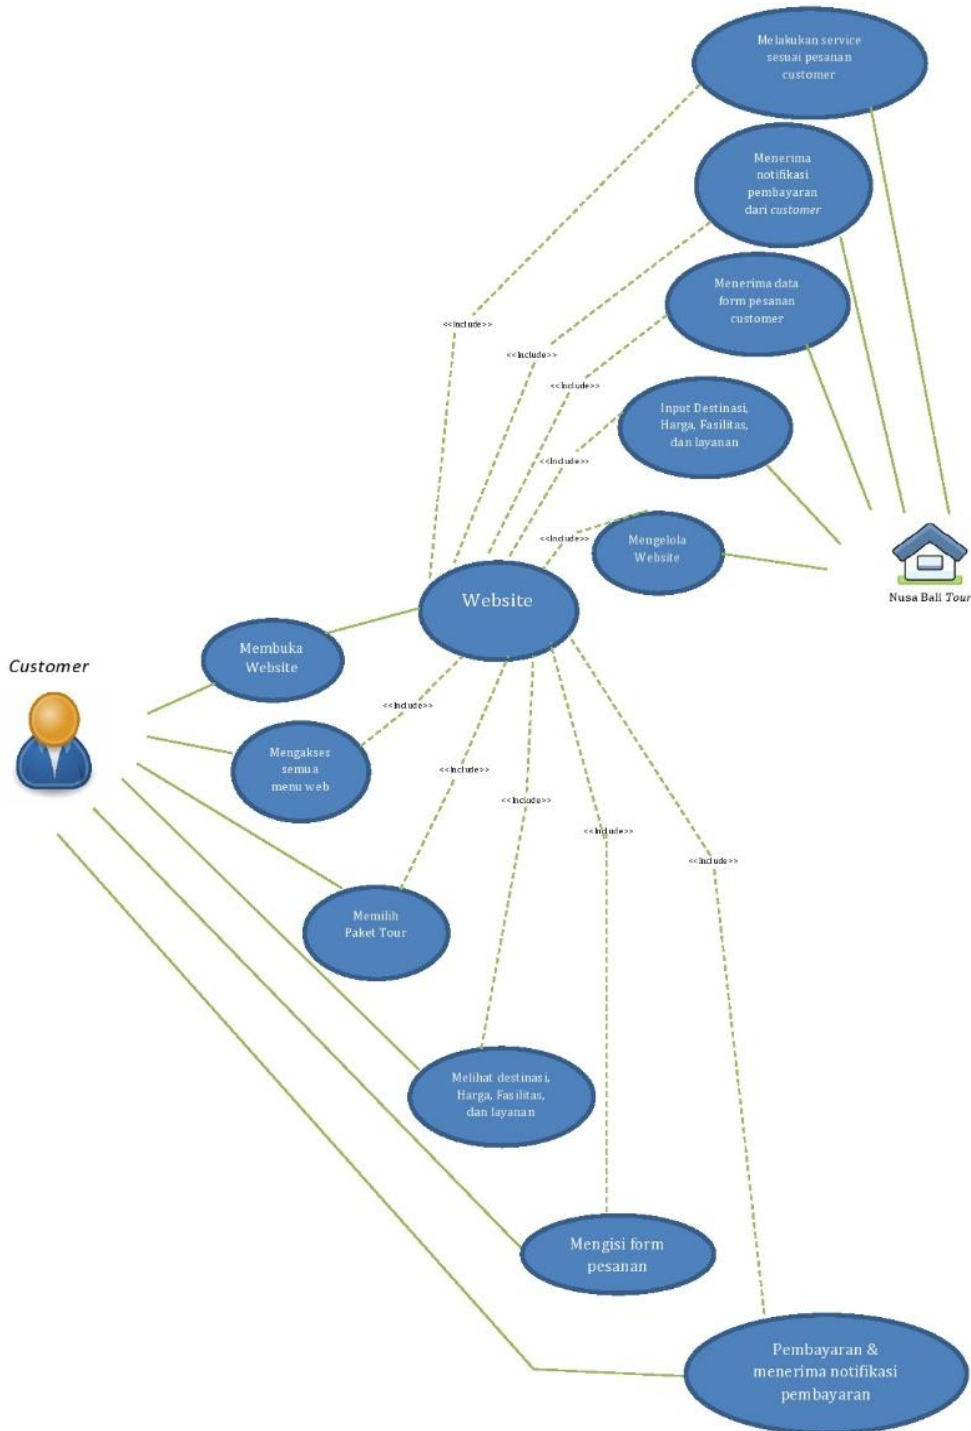 Melakukan service
sesuai pesanan
customer
Menerima
notifikasi
pembayaran
dari customer
Menerima data
form pesanan
customer
<<Include>>
<<Include>>
<<Include>>
Input Destinasi,
Harga, Fasilitas,
dan layanan
<<Include>>
<<Include>>
Mengelola
Website
Nusa Bali Tour
Website
Membuka
Website
Customer
<<Include>>
Mengakses
semua
menu web
<<Include>>
<<Include>>
<<Include>>
<<Include>>
Memilih
Paket Tour
Melihat destinasi,
Harga, Fasilitas,
dan layanan
Mengisi form
pesanan
Pembayaran &
menerima notifikasi
pembayaran